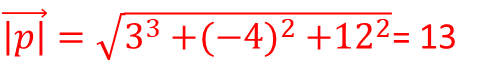 |p⃗| = √(3³ + (−4)² + 12²) = 13